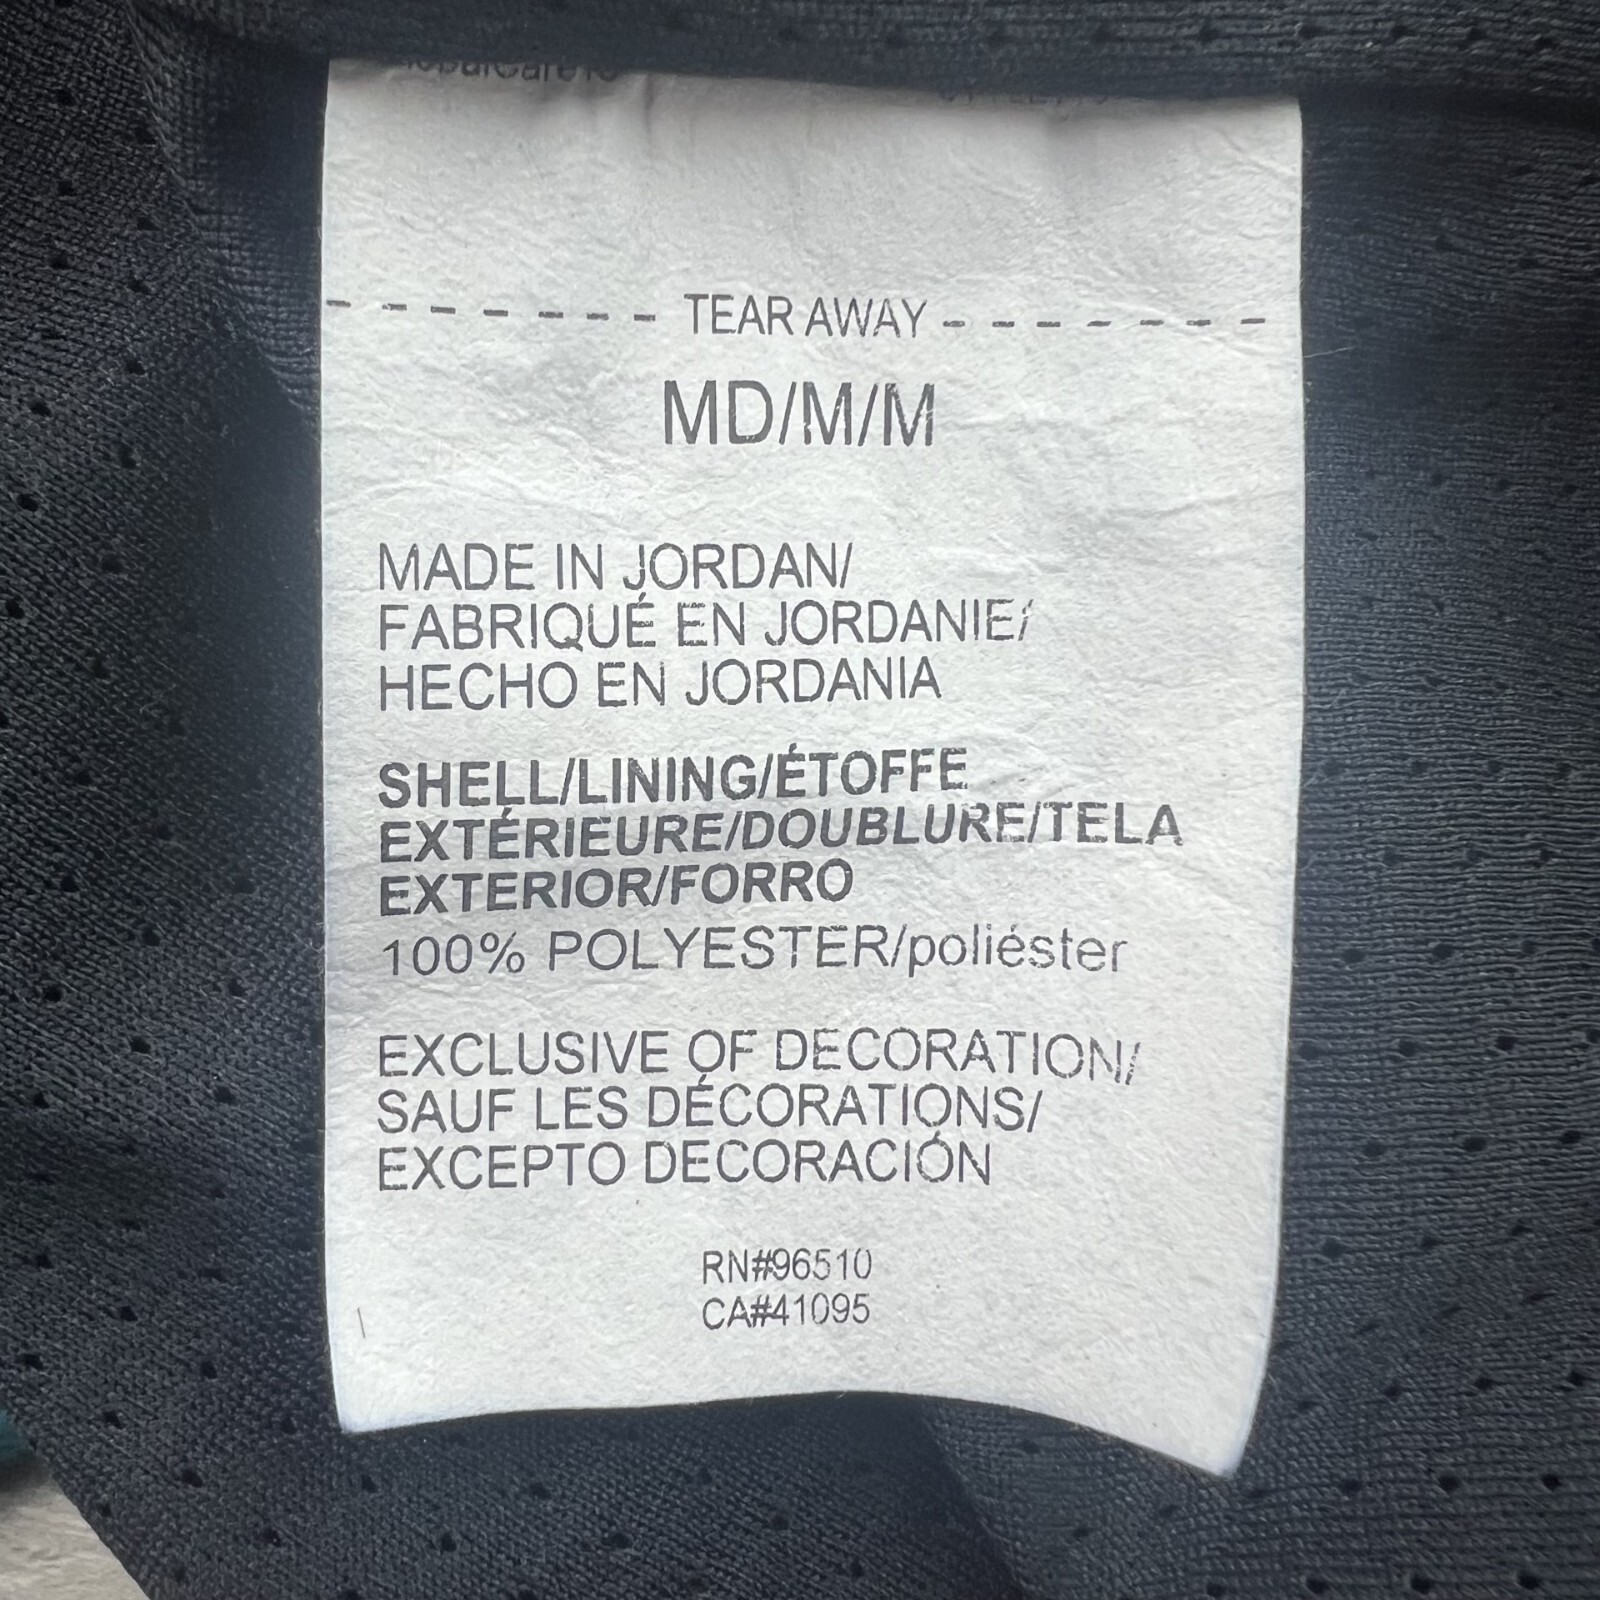 TEAR AWAY
MD/M/M
MADE IN JORDAN/
FABRIQUÉ EN JORDANIE/
HECHO EN JORDANIA
SHELL/LINING/ÉTOFFE
EXTÉRIEURE/DOUBLURE/TELA
EXTERIOR/FORRO
100% POLYESTER/poliéster
EXCLUSIVE OF DECORATION/
SAUF LES DÉCORATIONS/
EXCEPTO DECORACIÓN
RN#96510
CA#41095